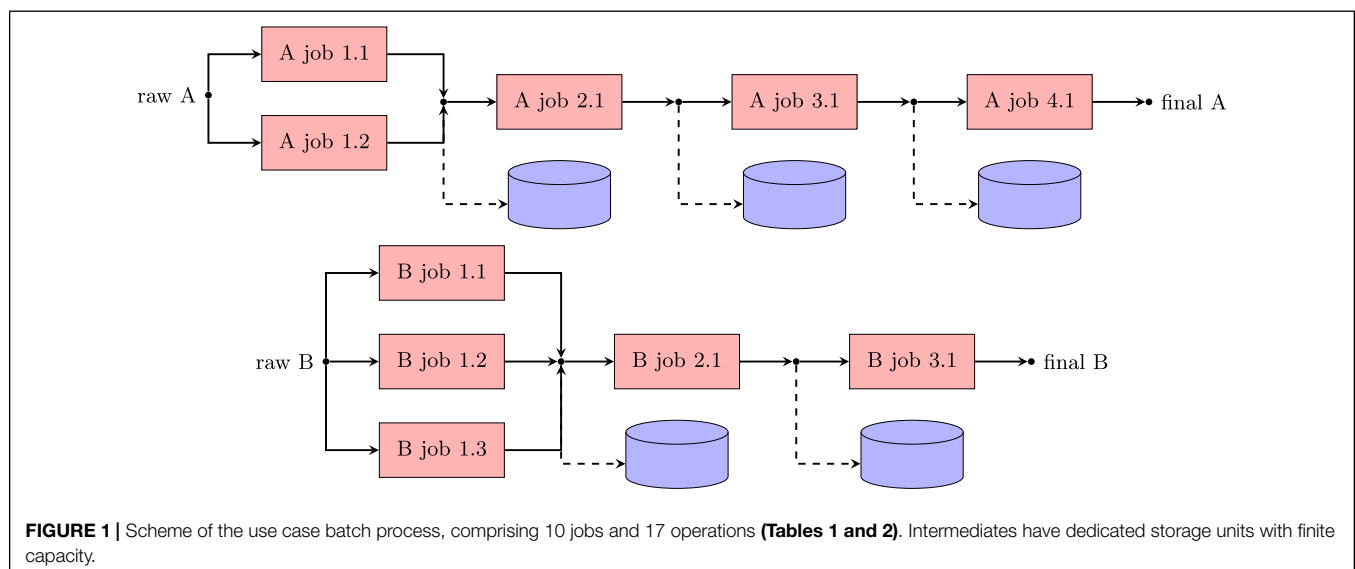 A job 1.1
raw A
A job 1.2
A job 2.1
A job 3.1
A job 4.1
final A
B job 1.1
raw B
B job 1.2
B job 1.3
B job 2.1
B job 3.1
final B
FIGURE 1 | Scheme of the use case batch process, comprising 10 jobs and 17 operations (Tables 1 and 2). Intermediates have dedicated storage units with finite
capacity.